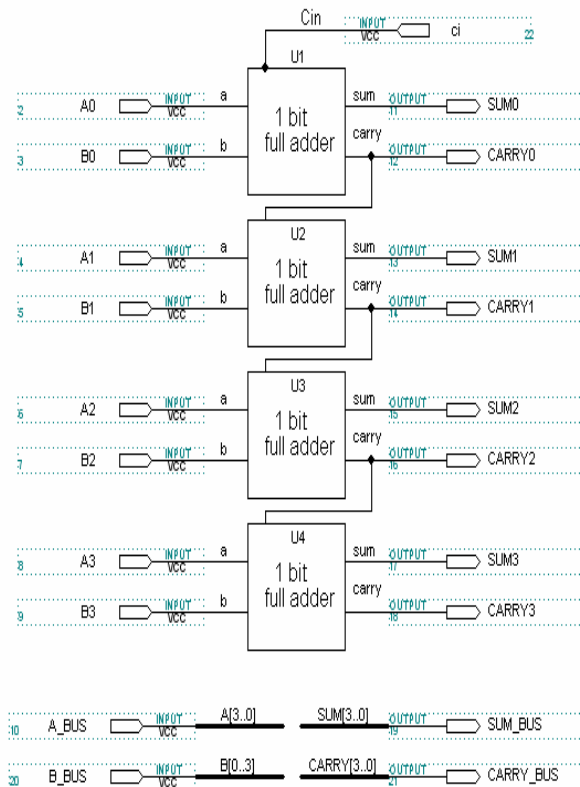 Cin INPUT VCC ci 22
U1
2 A0 INPUT VCC a sum OUTPUT 11 SUM0
1 bit full adder
3 B0 INPUT VCC b carry OUTPUT 12 CARRY0
U2
4 A1 INPUT VCC a sum OUTPUT 13 SUM1
1 bit full adder
5 B1 INPUT VCC b carry OUTPUT 14 CARRY1
U3
6 A2 INPUT VCC a sum OUTPUT 15 SUM2
1 bit full adder
7 B2 INPUT VCC b carry OUTPUT 16 CARRY2
U4
8 A3 INPUT VCC a sum OUTPUT 17 SUM3
1 bit full adder
9 B3 INPUT VCC b carry OUTPUT 18 CARRY3
10 A_BUS INPUT VCC A[3..0] SUM[3..0] OUTPUT 19 SUM_BUS
20 B_BUS INPUT VCC B[0..3] CARRY[3..0] OUTPUT 21 CARRY_BUS